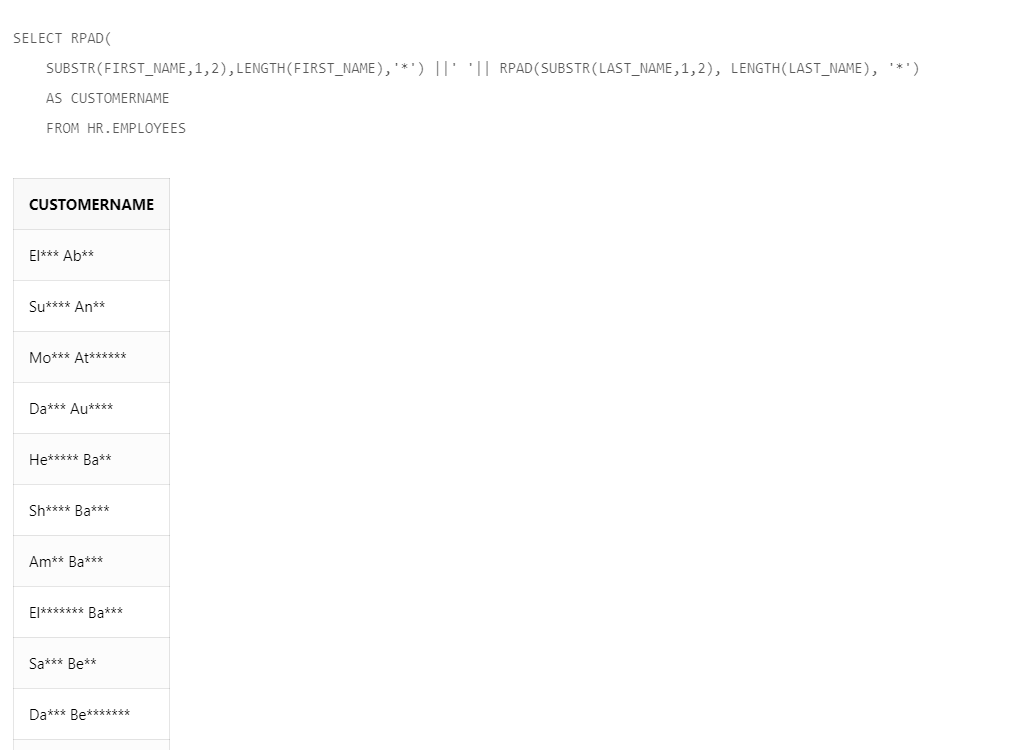 SELECT RPAD(
SUBSTR(FIRST_NAME,1,2),LENGTH(FIRST_NAME),'*') ||' '|| RPAD(SUBSTR(LAST_NAME,1,2), LENGTH(LAST_NAME), '*')
AS CUSTOMERNAME
FROM HR.EMPLOYEES
CUSTOMERNAME
El*** Ab**
Su**** An**
Mo*** At******
Da*** Au****
He***** Ba**
Sh**** Ba***
Am** Ba***
El******* Ba***
Sa*** Be**
Da*** Be*******